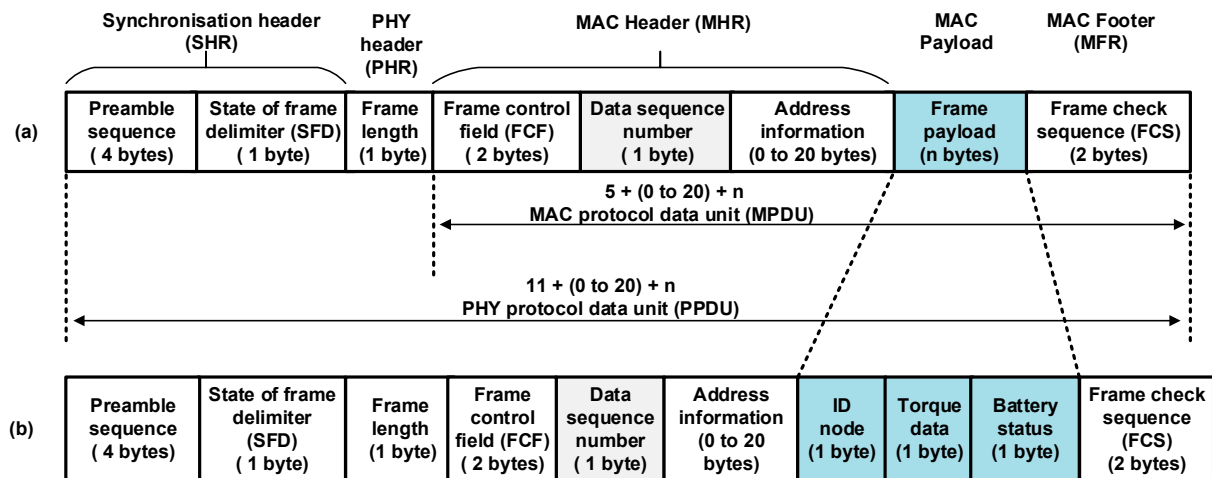 Synchronisation header
(SHR)
PHY
header
(PHR)
MAC Header (MHR)
MAC
Payload
MAC Footer
(MFR)
(a)
Preamble
sequence
( 4 bytes)
State of frame
delimiter (SFD)
( 1 byte)
Frame
length
(1 byte)
Frame control
field (FCF)
( 2 bytes)
Data sequence
number
( 1 byte)
Address
information
(0 to 20 bytes)
Frame
payload
(n bytes)
Frame check
sequence (FCS)
(2 bytes)
5 + (0 to 20) + n
MAC protocol data unit (MPDU)
11 + (0 to 20) + n
PHY protocol data unit (PPDU)
(b)
Preamble
sequence
( 4 bytes)
State of frame
delimiter
(SFD)
( 1 byte)
Frame
length
(1 byte)
Frame
control
field (FCF)
( 2 bytes)
Data
sequence
number
( 1 byte)
Address
information
(0 to 20
bytes)
ID
node
(1 byte)
Torque
data
(1 byte)
Battery
status
(1 byte)
Frame check
sequence
(FCS)
(2 bytes)